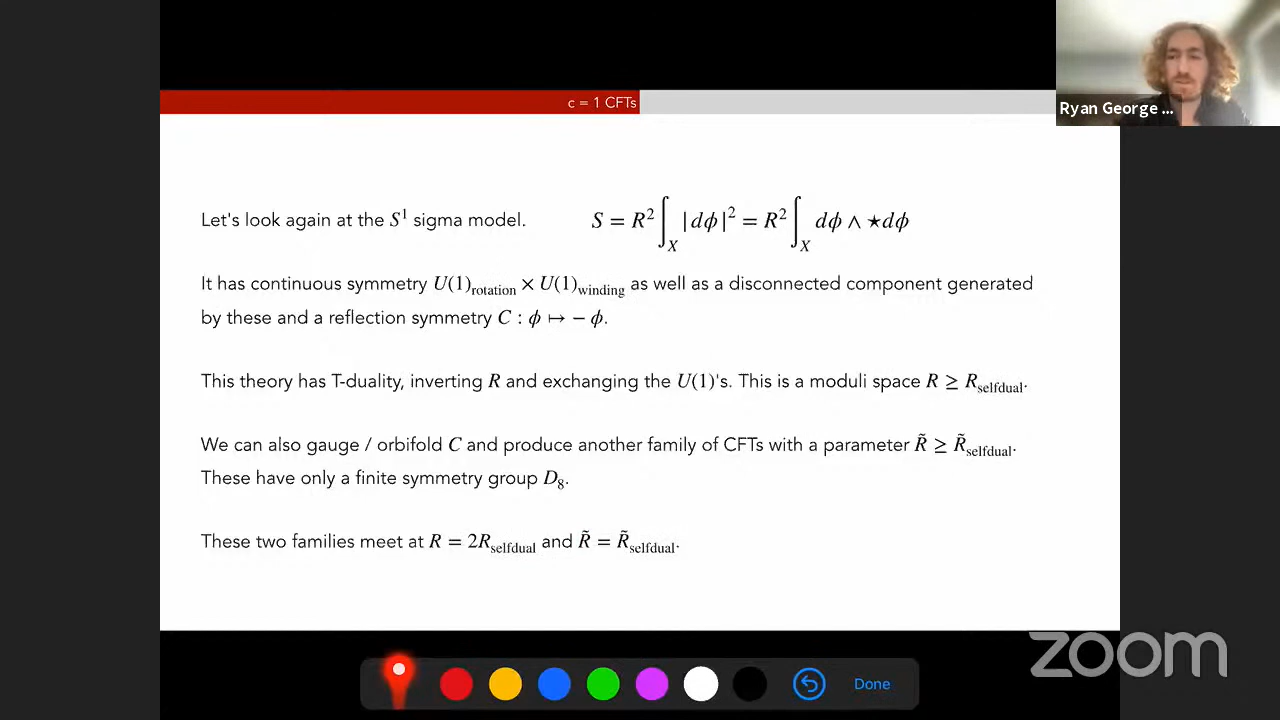 c = 1 CFTs
Ryan George ...
Let's look again at the S¹ sigma model. S = R² ∫_X |dϕ|² = R² ∫_X dϕ ∧ ⋆dϕ
It has continuous symmetry U(1)_rotation × U(1)_winding as well as a disconnected component generated
by these and a reflection symmetry C : ϕ ↦ − ϕ.
This theory has T-duality, inverting R and exchanging the U(1)'s. This is a moduli space R ≥ R_selfdual.
We can also gauge / orbifold C and produce another family of CFTs with a parameter R̃ ≥ R̃_selfdual.
These have only a finite symmetry group D₈.
These two families meet at R = 2R_selfdual and R̃ = R̃_selfdual.
zoom
Done